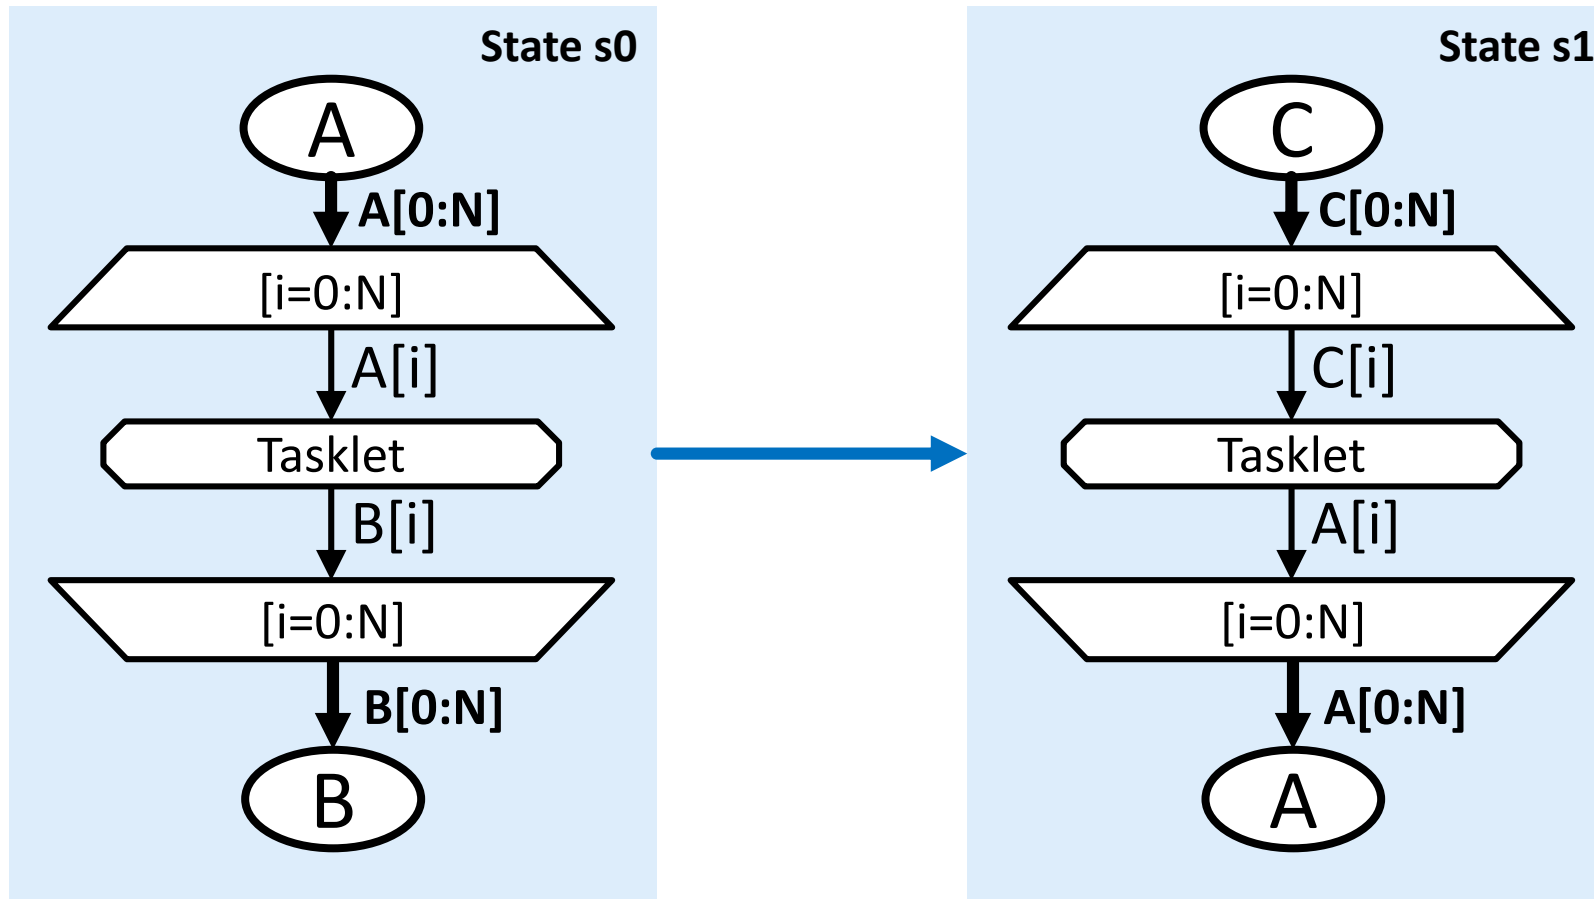 State s0
A
A[0:N]
[i=0:N]
A[i]
Tasklet
B[i]
[i=0:N]
B[0:N]
B
State s1
C
C[0:N]
[i=0:N]
C[i]
Tasklet
A[i]
[i=0:N]
A[0:N]
A